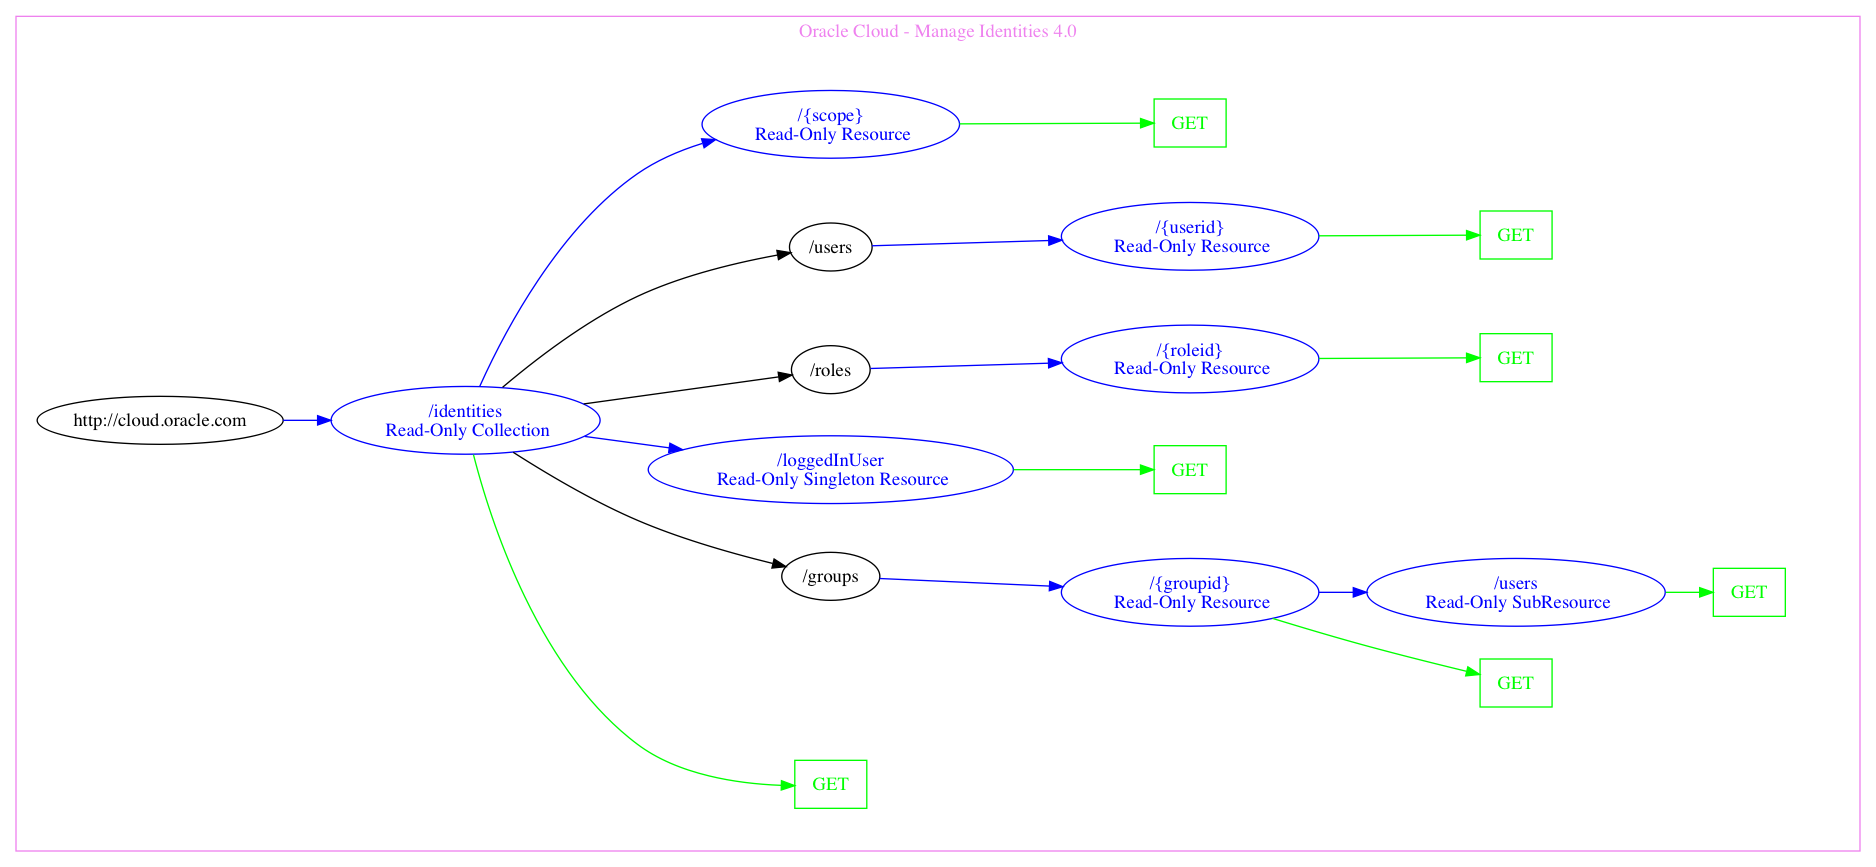 Oracle Cloud - Manage Identities 4.0
/{scope}
Read-Only Resource
GET
/users
/{userid}
Read-Only Resource
GET
/roles
/{roleid}
Read-Only Resource
GET
http://cloud.oracle.com
/identities
Read-Only Collection
/loggedInUser
Read-Only Singleton Resource
GET
/groups
/{groupid}
Read-Only Resource
/users
Read-Only SubResource
GET
GET
GET